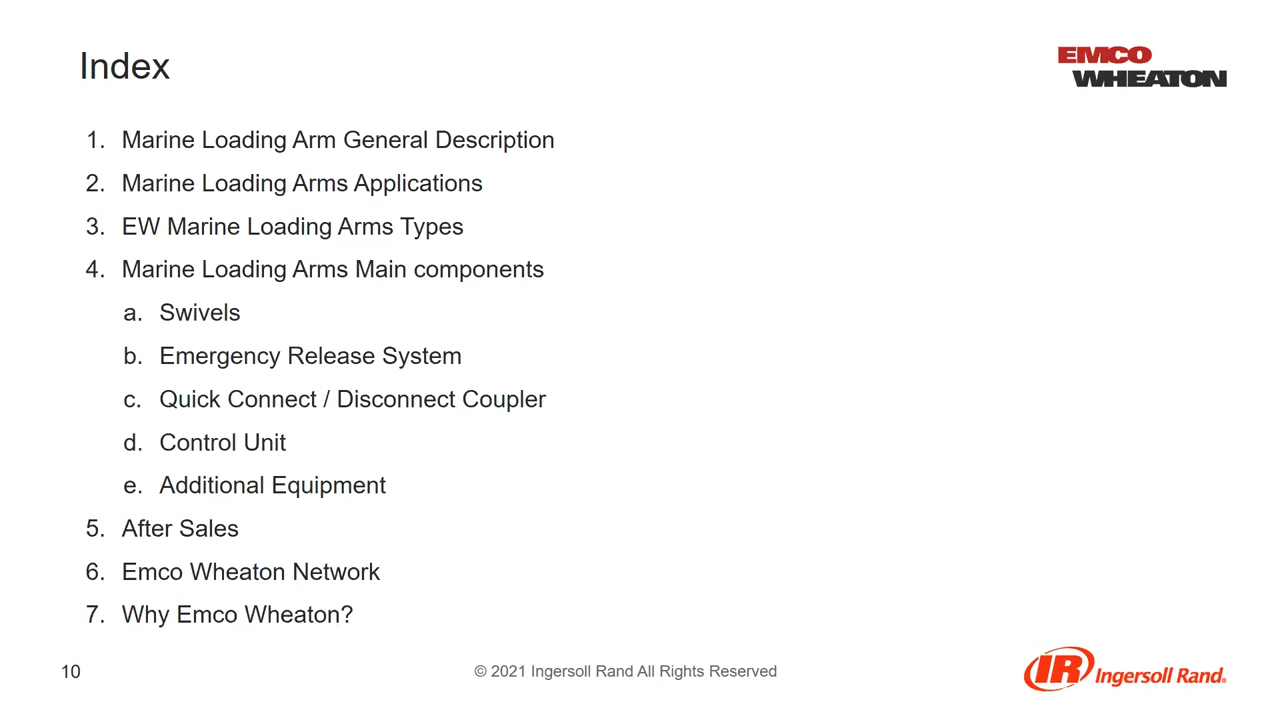 Index
EMCO
WHEATON
1. Marine Loading Arm General Description
2. Marine Loading Arms Applications
3. EW Marine Loading Arms Types
4. Marine Loading Arms Main components
a. Swivels
b. Emergency Release System
c. Quick Connect / Disconnect Coupler
d. Control Unit
e. Additional Equipment
5. After Sales
6. Emco Wheaton Network
7. Why Emco Wheaton?
10
© 2021 Ingersoll Rand All Rights Reserved
IR Ingersoll Rand®